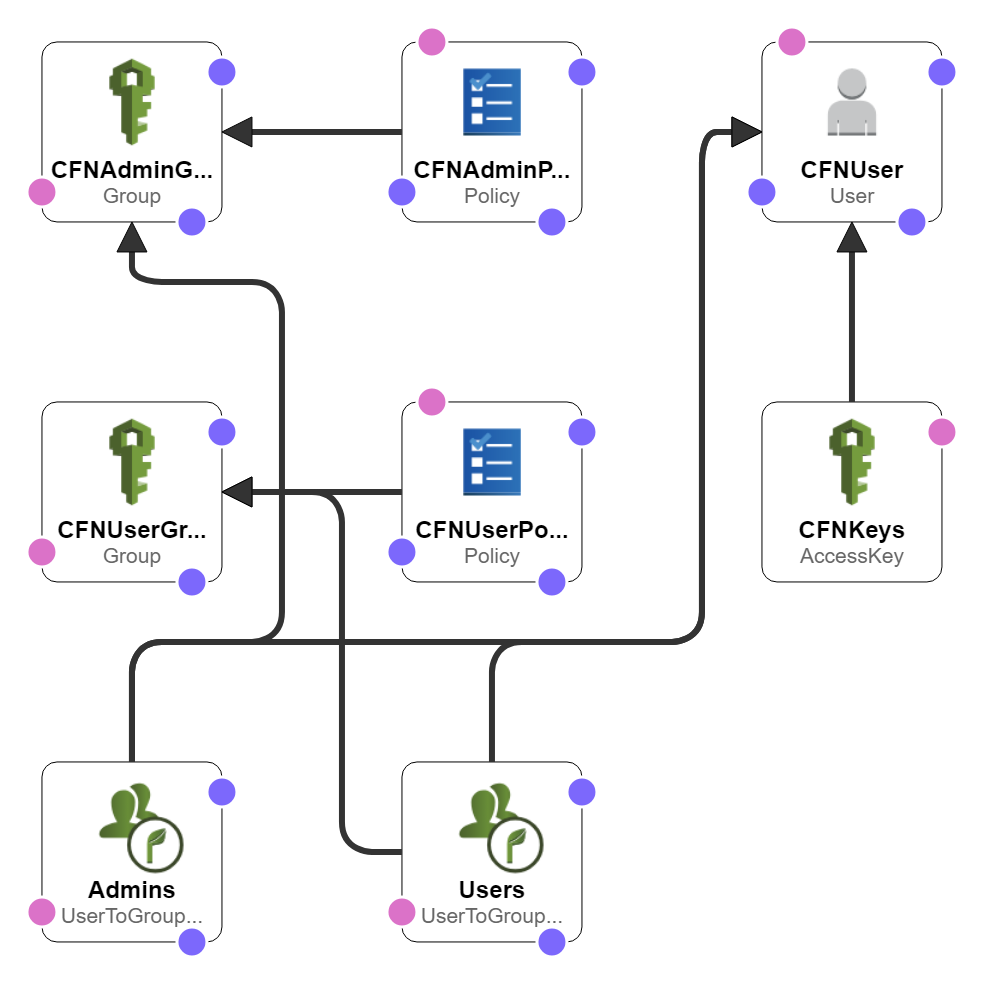 CFNAdminG...
Group
CFNAdminP...
Policy
CFNUser
User
CFNUserGr...
Group
CFNUserPo...
Policy
CFNKeys
AccessKey
Admins
UserToGroup...
Users
UserToGroup...